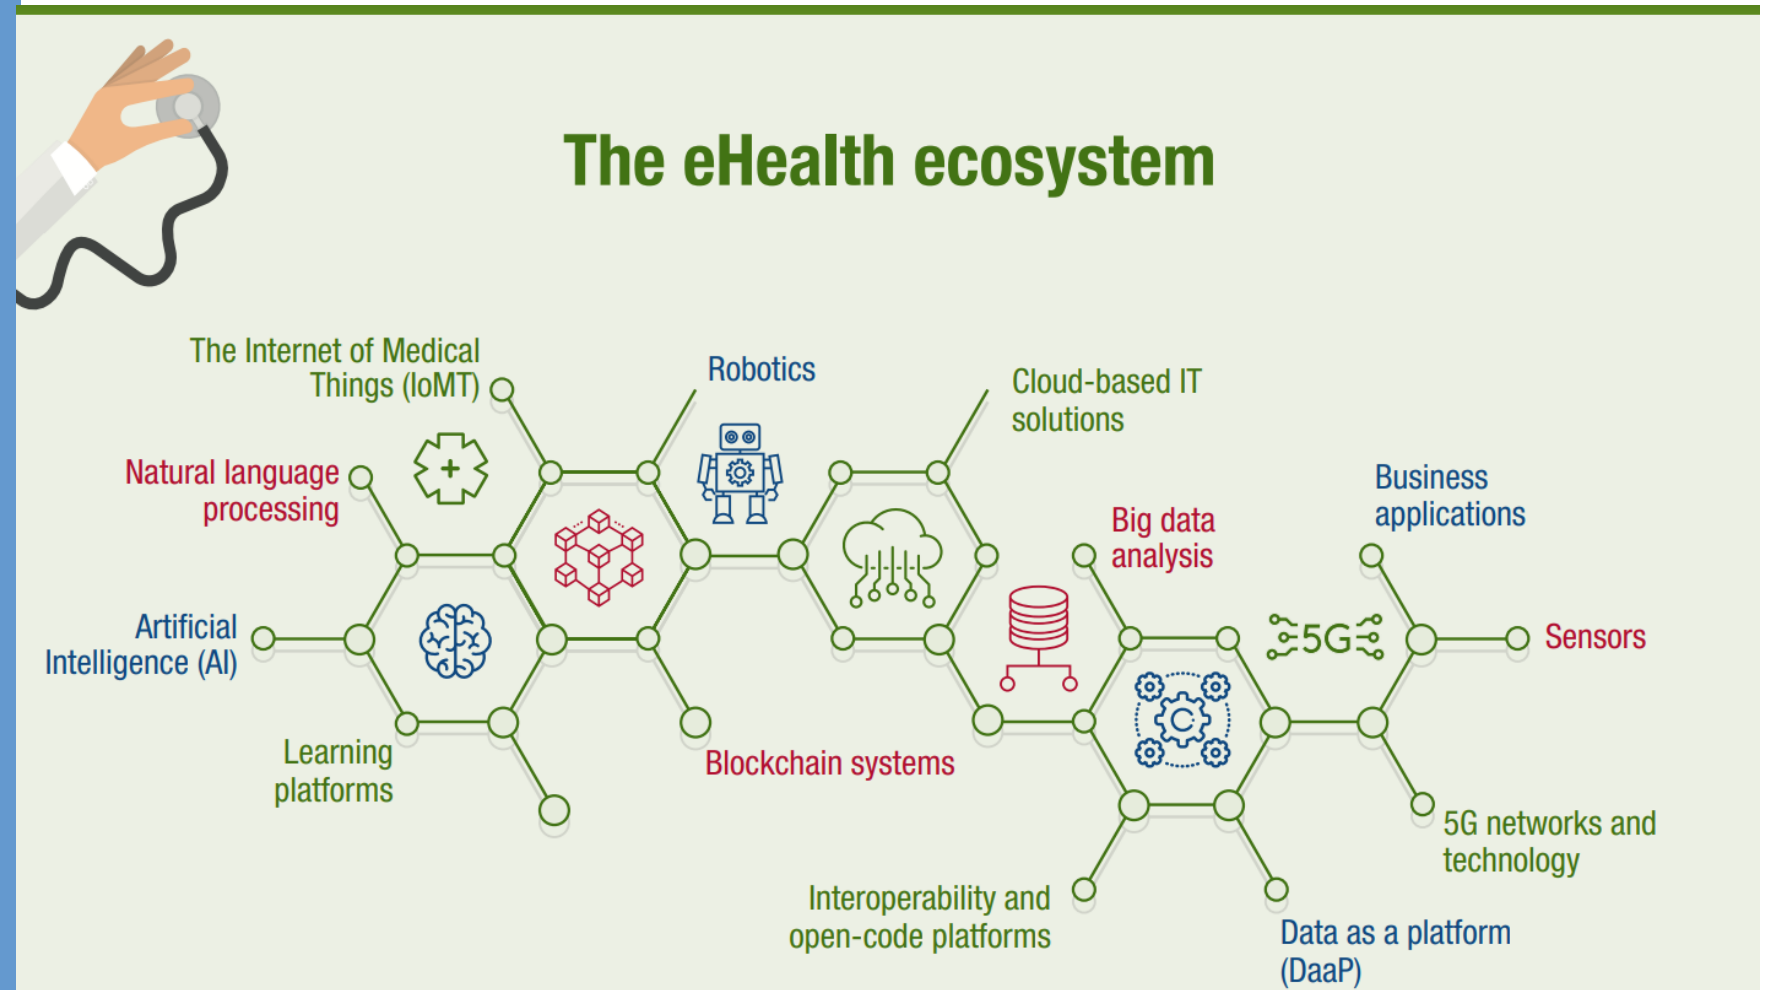 The eHealth ecosystem
The Internet of Medical
Things (IoMT)
Robotics
Cloud-based IT
solutions
Natural language
processing
Business
applications
Big data
analysis
Artificial
Intelligence (AI)
5G
Sensors
Learning
platforms
Blockchain systems
5G networks and
technology
Interoperability and
open-code platforms
Data as a platform
(DaaP)